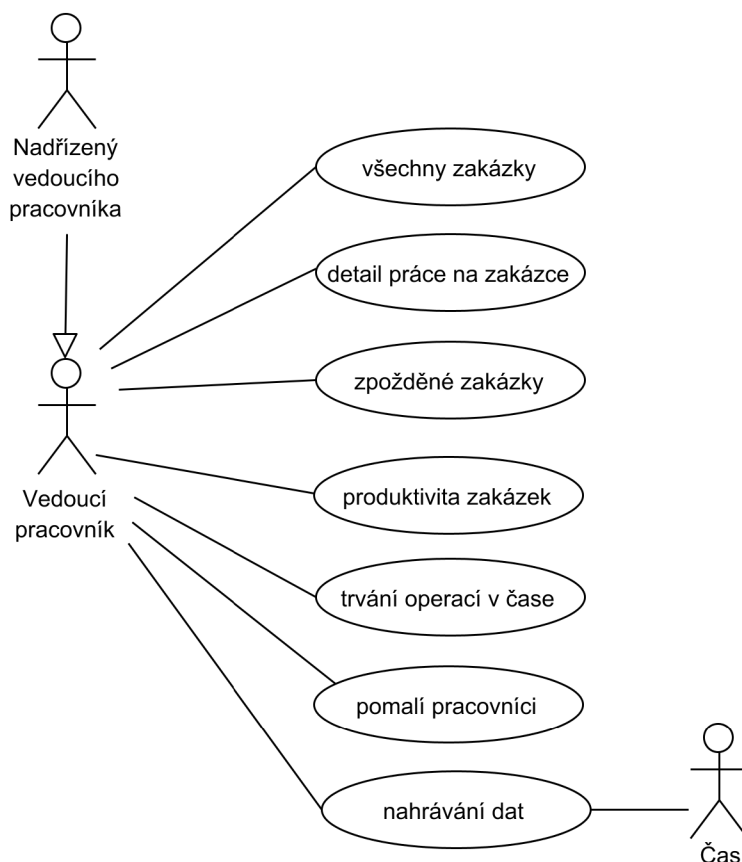 Nadřízený
vedoucího
pracovníka
všechny zakázky
detail práce na zakázce
zpožděné zakázky
Vedoucí
pracovník
produktivita zakázek
trvání operací v čase
pomalí pracovníci
nahrávání dat
Čas